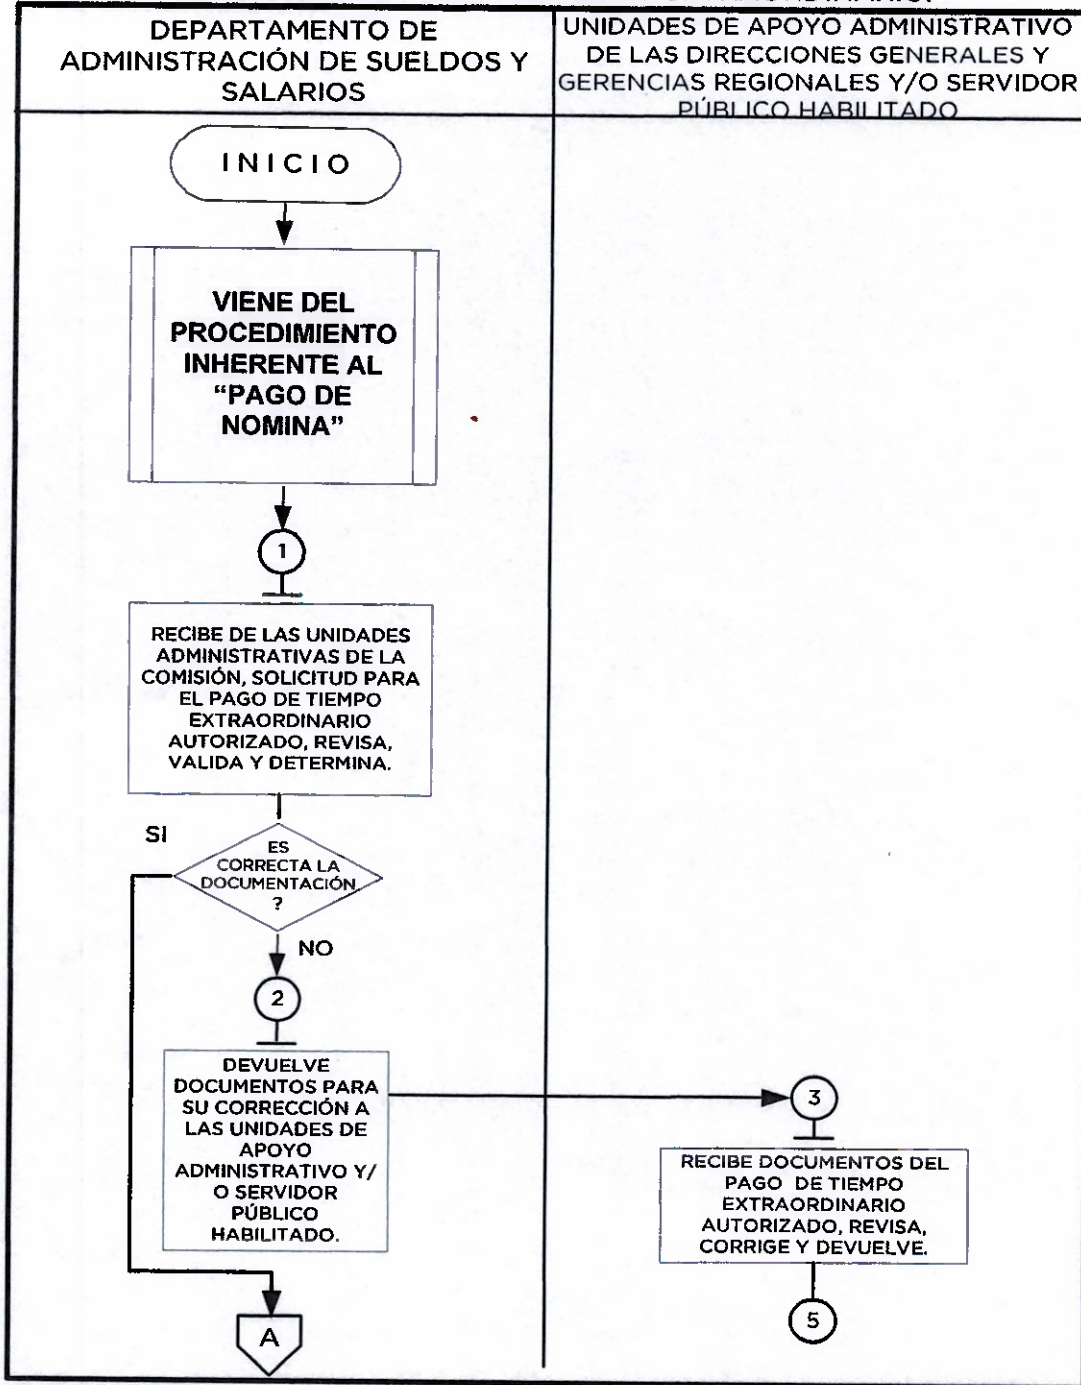 DEPARTAMENTO DE
ADMINISTRACIÓN DE SUELDOS Y
SALARIOS
UNIDADES DE APOYO ADMINISTRATIVO
DE LAS DIRECCIONES GENERALES Y
GERENCIAS REGIONALES Y/O SERVIDOR
PÚBLICO HABILITADO
INICIO
VIENE DEL
PROCEDIMIENTO
INHERENTE AL
“PAGO DE
NOMINA”
1
RECIBE DE LAS UNIDADES
ADMINISTRATIVAS DE LA
COMISIÓN, SOLICITUD PARA
EL PAGO DE TIEMPO
EXTRAORDINARIO
AUTORIZADO, REVISA,
VALIDA Y DETERMINA.
SI
ES
CORRECTA LA
DOCUMENTACIÓN
?
NO
2
DEVUELVE
DOCUMENTOS PARA
SU CORRECCIÓN A
LAS UNIDADES DE
APOYO
ADMINISTRATIVO Y/
O SERVIDOR
PÚBLICO
HABILITADO.
3
RECIBE DOCUMENTOS DEL
PAGO DE TIEMPO
EXTRAORDINARIO
AUTORIZADO, REVISA,
CORRIGE Y DEVUELVE.
5
A